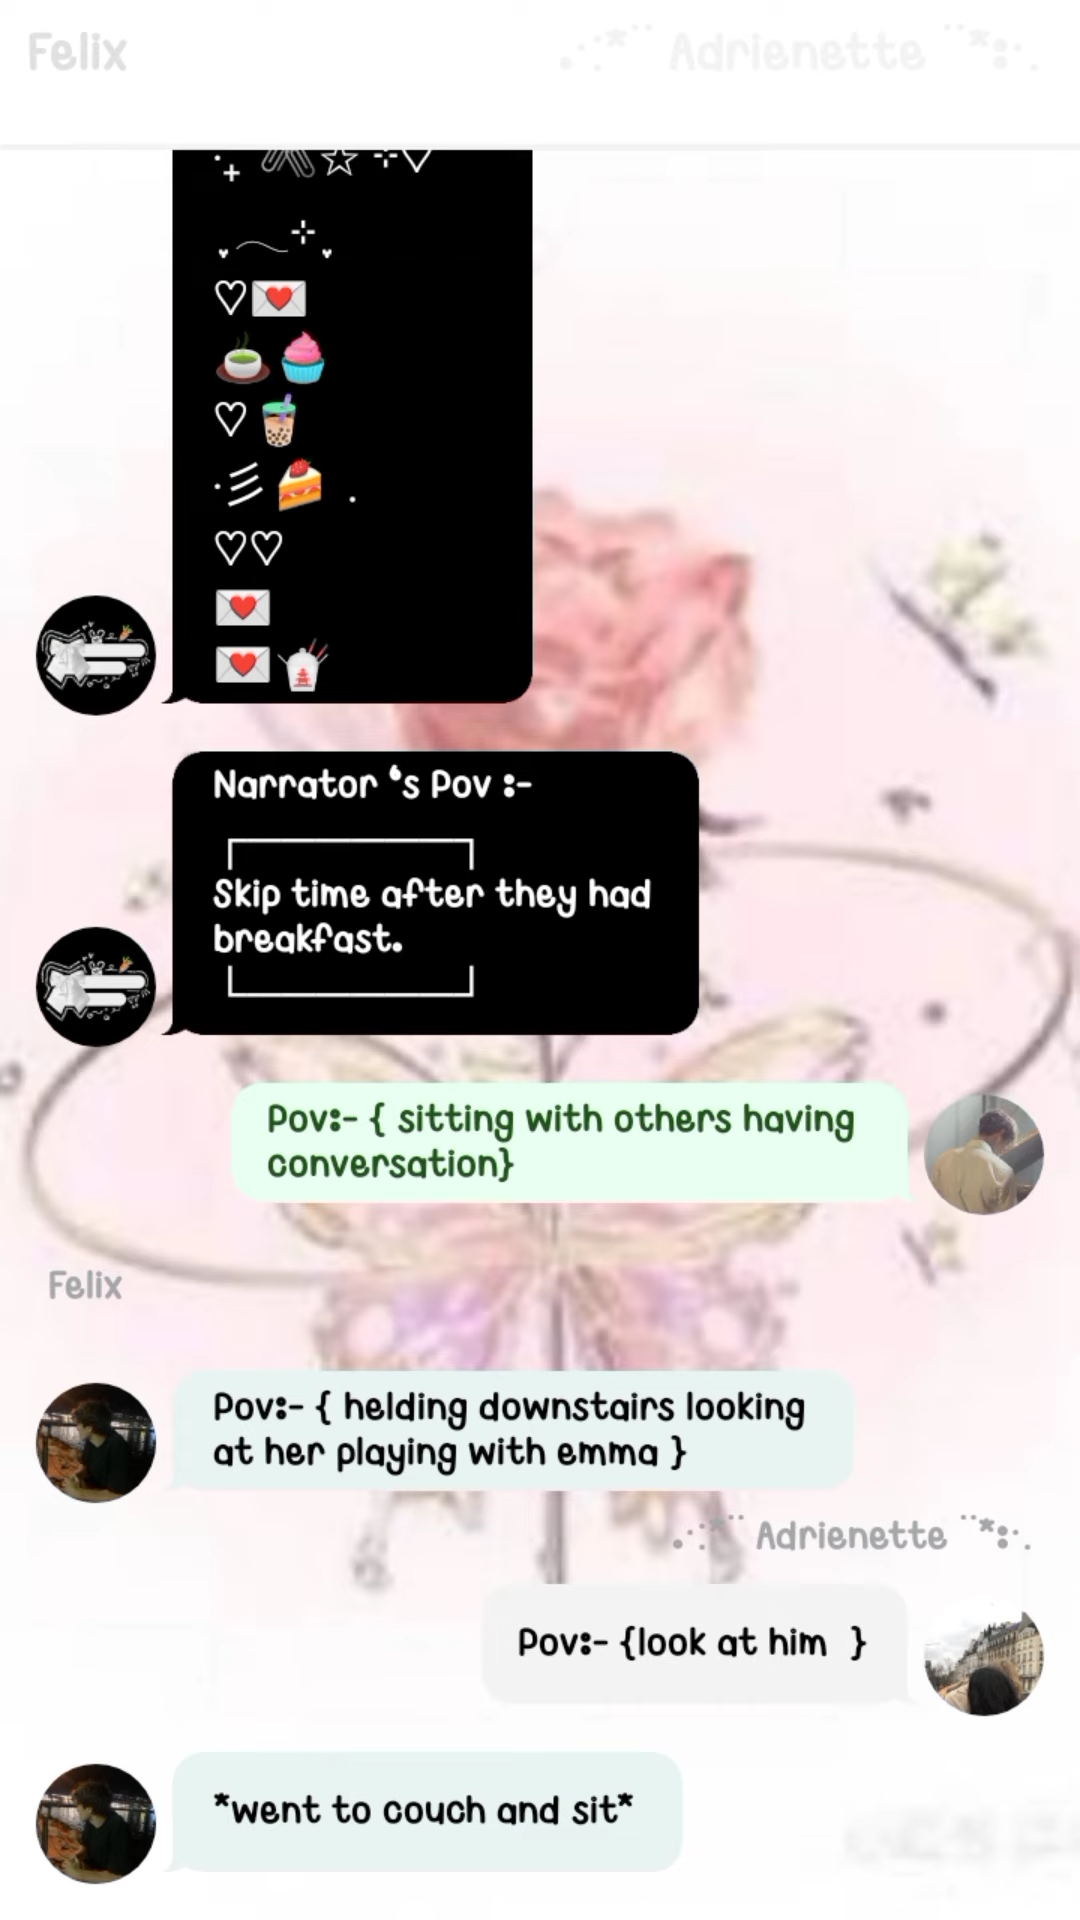 Felix
.·:*¨¨ Adrienette ¨¨*:·.
♡💌
🍵🧁
♡🧋
·彡🍰 .
♡♡
💌
💌🥡
Narrator ‘s Pov :-
┌──────────┐
Skip time after they had
breakfast.
└──────────┘
Pov:- { sitting with others having
conversation}
Felix
Pov:- { helding downstairs looking
at her playing with emma }
.·:*¨¨ Adrienette ¨¨*:·.
Pov:- {look at him  }
*went to couch and sit*